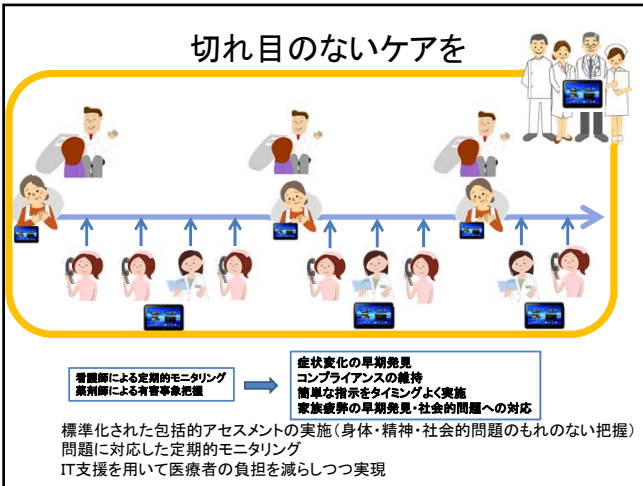 切れ目のないケアを
看護師による定期的モニタリング
薬剤師による有害事象把握
症状変化の早期発見
コンプライアンスの維持
簡単な指示をタイミングよく実施
家族疲弊の早期発見・社会的問題への対応
標準化された包括的アセスメントの実施(身体・精神・社会的問題のもれのない把握)
問題に対応した定期的モニタリング
IT支援を用いて医療者の負担を減らしつつ実現